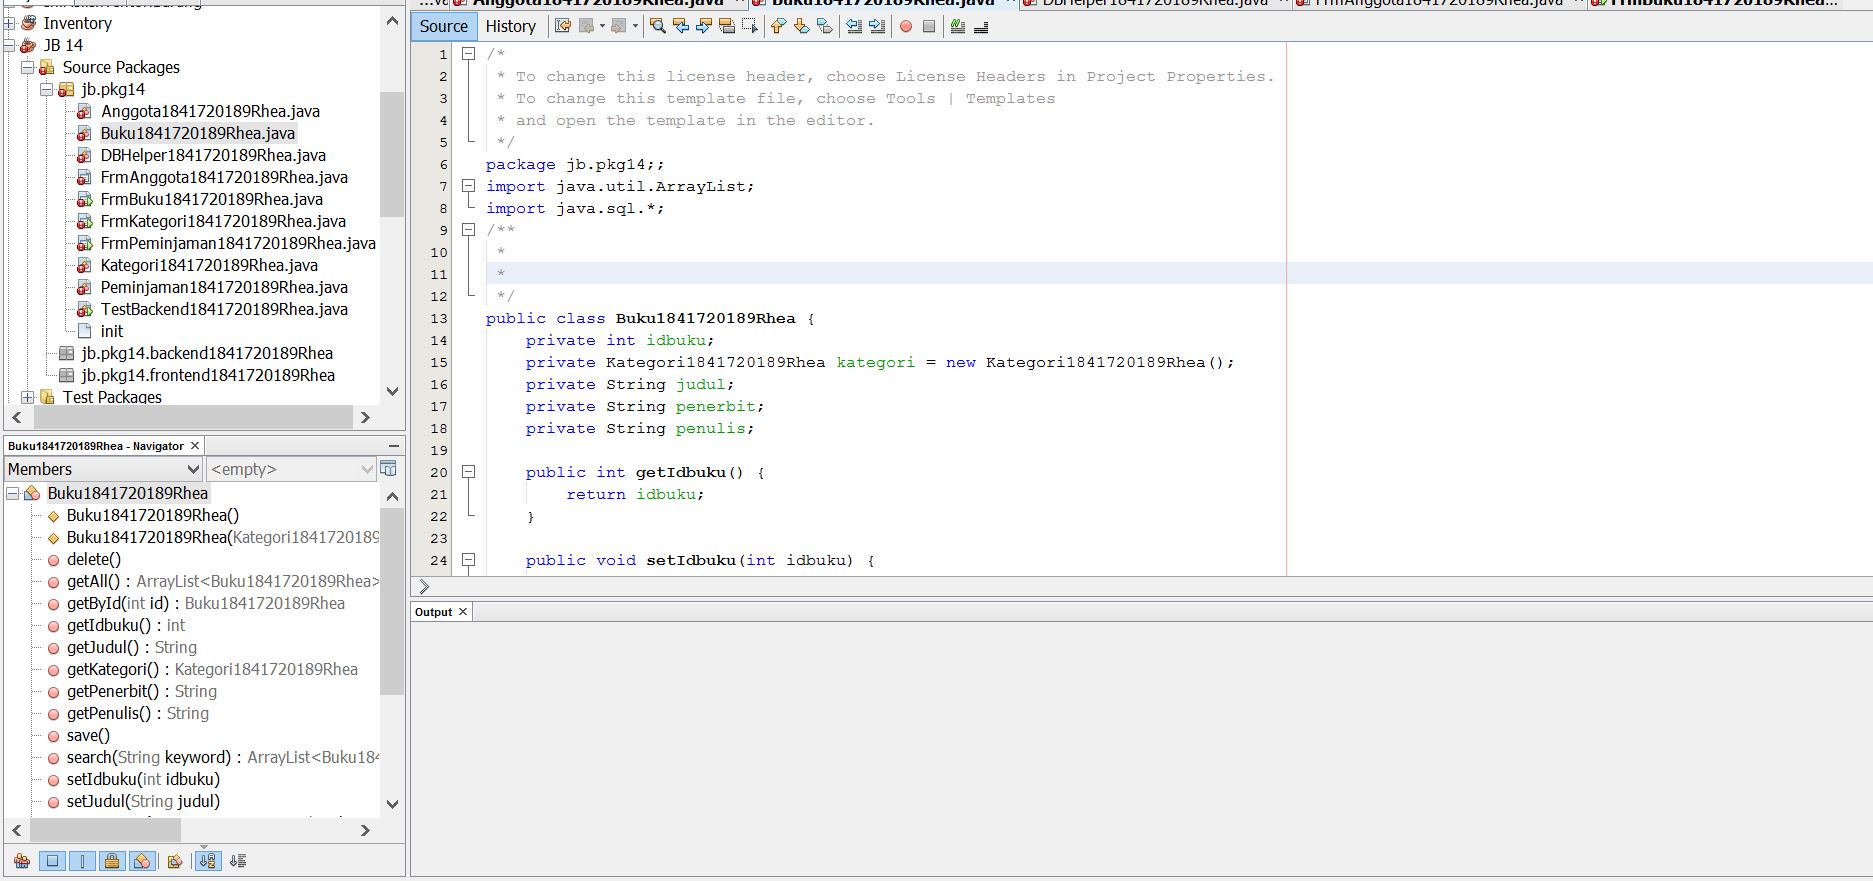 Inventory
JB 14
Source Packages
jb.pkg14
Anggota1841720189Rhea.java
Buku1841720189Rhea.java
DBHelper1841720189Rhea.java
FrmAnggota1841720189Rhea.java
FrmBuku1841720189Rhea.java
FrmKategori1841720189Rhea.java
FrmPeminjaman1841720189Rhea.java
Kategori1841720189Rhea.java
Peminjaman1841720189Rhea.java
TestBackend1841720189Rhea.java
init
jb.pkg14.backend1841720189Rhea
jb.pkg14.frontend1841720189Rhea
Test Packages
Buku1841720189Rhea - Navigator
Members <empty>
Buku1841720189Rhea
Buku1841720189Rhea()
Buku1841720189Rhea(Kategori1841720189
delete()
getAll() : ArrayList<Buku1841720189Rhea>
getById(int id) : Buku1841720189Rhea
getIdbuku() : int
getJudul() : String
getKategori() : Kategori1841720189Rhea
getPenerbit() : String
getPenulis() : String
save()
search(String keyword) : ArrayList<Buku184
setIdbuku(int idbuku)
setJudul(String judul)
...va Anggota1841720189Rhea.java Buku1841720189Rhea.java DBHelper1841720189Rhea.java FrmAnggota1841720189Rhea.java FrmBuku1841720189Rhea...
Source History
1 /*
2 * To change this license header, choose License Headers in Project Properties.
3 * To change this template file, choose Tools | Templates
4 * and open the template in the editor.
5 */
6 package jb.pkg14;;
7 import java.util.ArrayList;
8 import java.sql.*;
9 /**
10 *
11 *
12 */
13 public class Buku1841720189Rhea {
14 private int idbuku;
15 private Kategori1841720189Rhea kategori = new Kategori1841720189Rhea();
16 private String judul;
17 private String penerbit;
18 private String penulis;
19
20 public int getIdbuku() {
21 return idbuku;
22 }
23
24 public void setIdbuku(int idbuku) {
Output